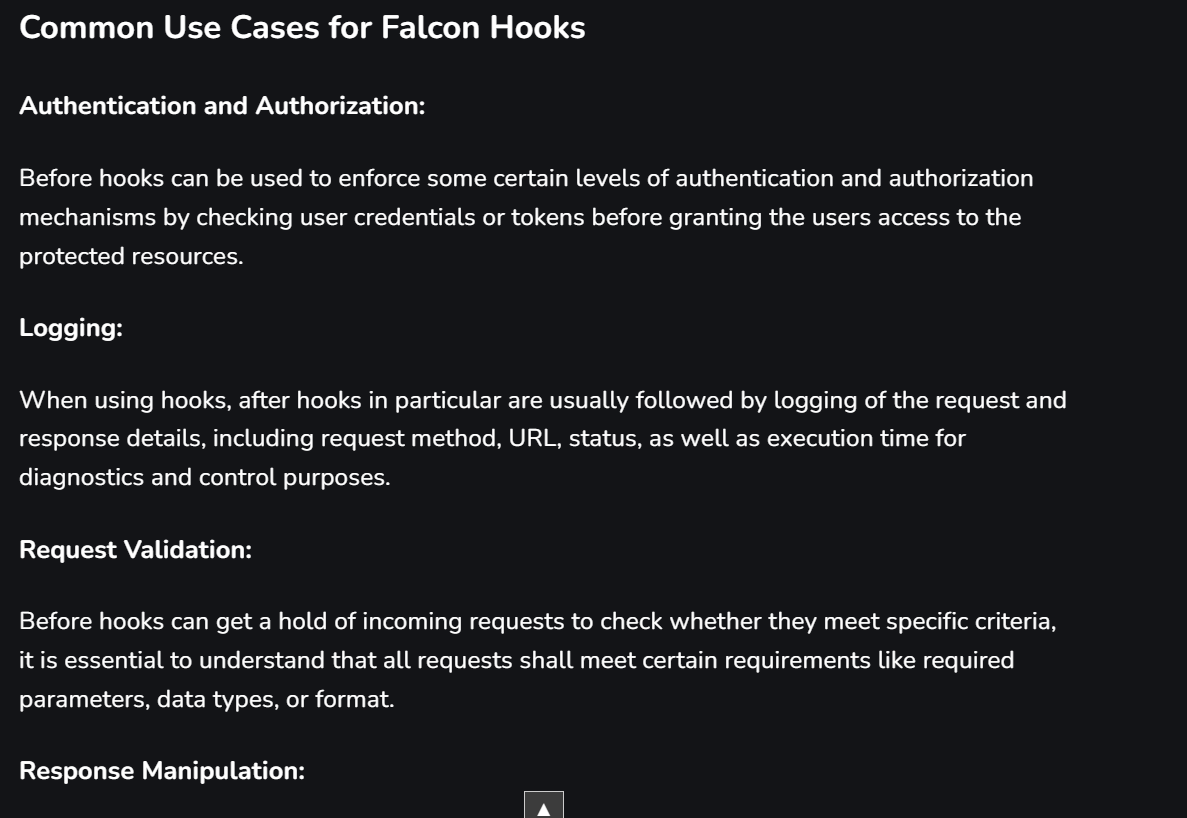 Common Use Cases for Falcon Hooks
Authentication and Authorization:
Before hooks can be used to enforce some certain levels of authentication and authorization
mechanisms by checking user credentials or tokens before granting the users access to the
protected resources.
Logging:
When using hooks, after hooks in particular are usually followed by logging of the request and
response details, including request method, URL, status, as well as execution time for
diagnostics and control purposes.
Request Validation:
Before hooks can get a hold of incoming requests to check whether they meet specific criteria,
it is essential to understand that all requests shall meet certain requirements like required
parameters, data types, or format.
Response Manipulation: